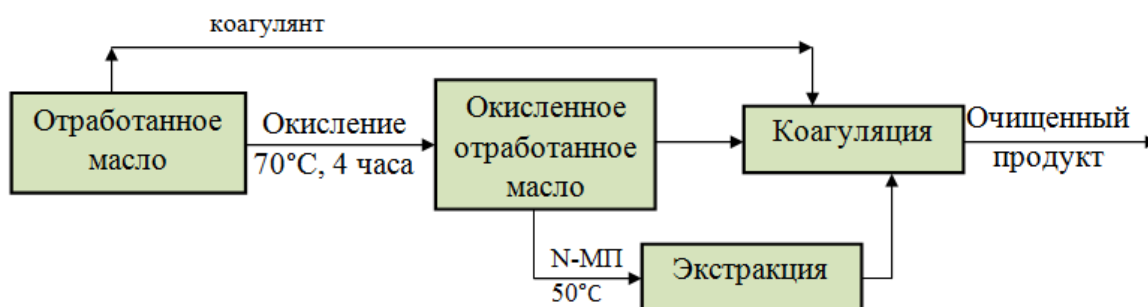 коагулянт
Отработанное
масло
Окисление
70°С, 4 часа
Окисленное
отработанное
масло
Коагуляция
Очищенный
продукт
N-МП
50°С
Экстракция